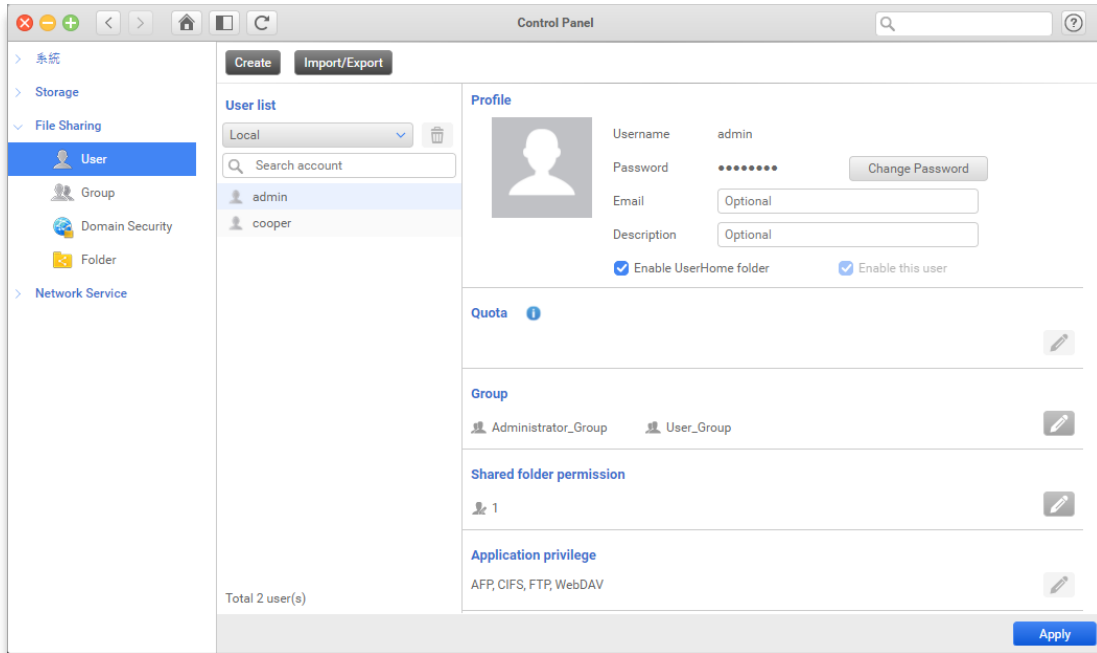 Control Panel
系統
Storage
File Sharing
User
Group
Domain Security
Folder
Network Service
Create
Import/Export
User list
Local
Search account
admin
cooper
Total 2 user(s)
Profile
Username admin
Password •••••••• Change Password
Email Optional
Description Optional
Enable UserHome folder Enable this user
Quota
Group
Administrator_Group User_Group
Shared folder permission
1
Application privilege
AFP, CIFS, FTP, WebDAV
Apply